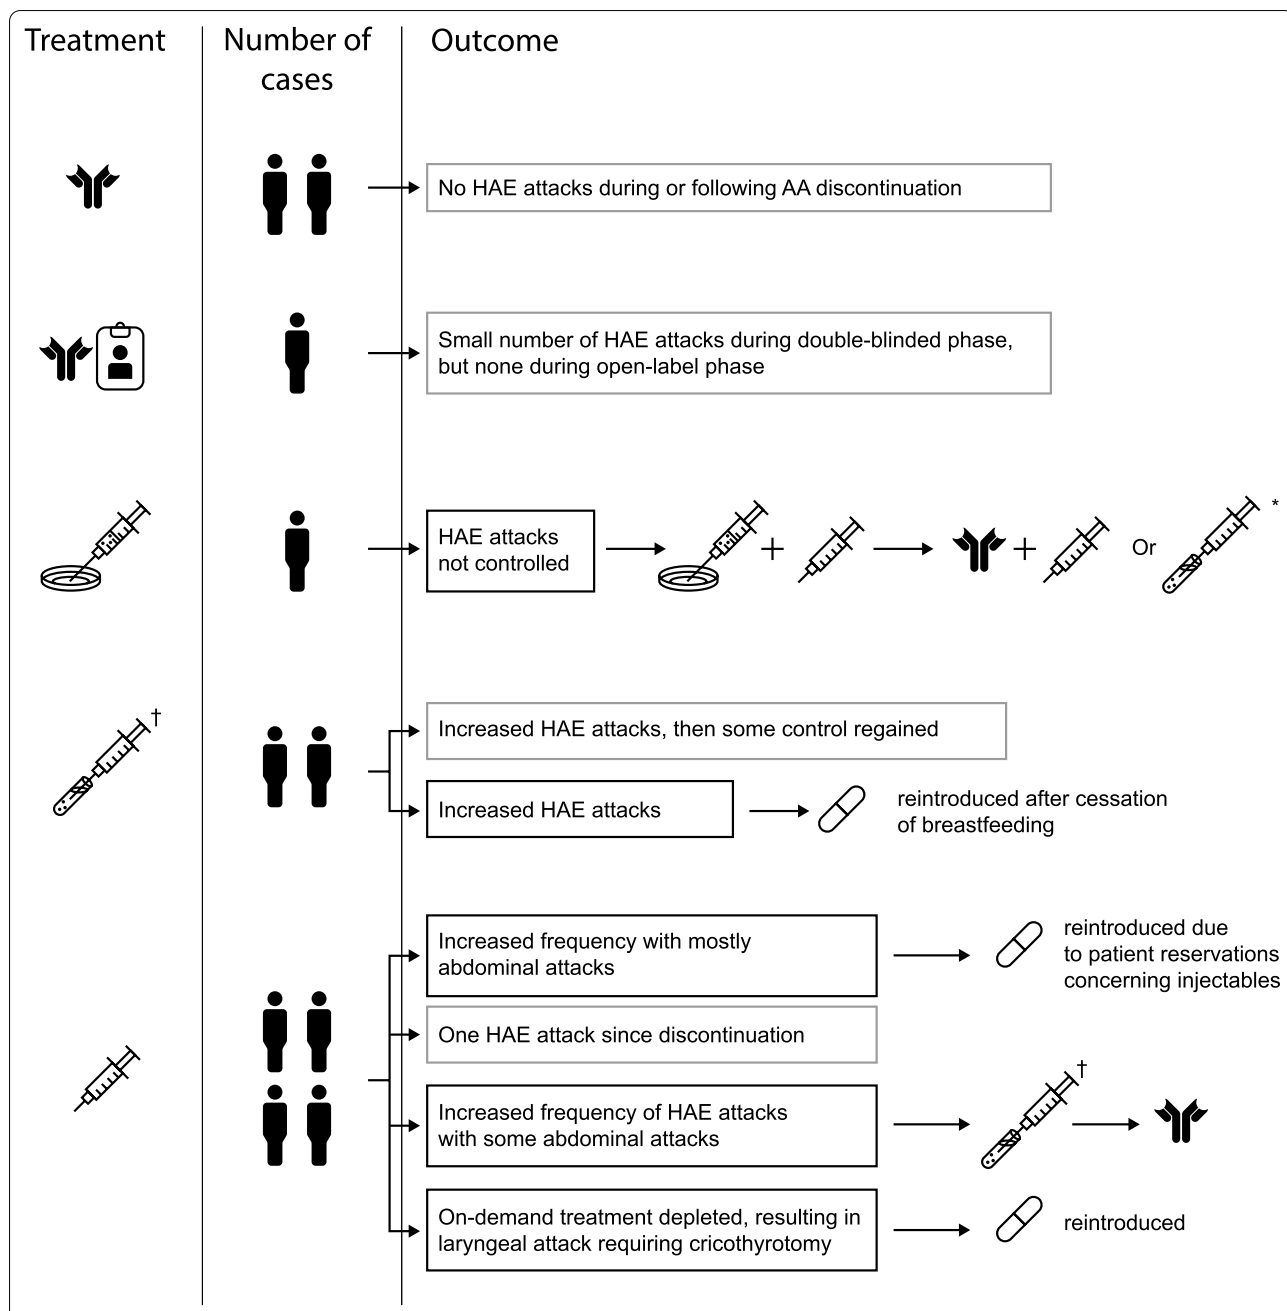 Treatment
Number of
cases
Outcome
No HAE attacks during or following AA discontinuation
Small number of HAE attacks during double-blinded phase,
but none during open-label phase
HAE attacks
not controlled
+
+
Or
*
†
Increased HAE attacks, then some control regained
Increased HAE attacks
reintroduced after cessation
of breastfeeding
Increased frequency with mostly
abdominal attacks
reintroduced due
to patient reservations
concerning injectables
One HAE attack since discontinuation
Increased frequency of HAE attacks
with some abdominal attacks
†
On-demand treatment depleted, resulting in
laryngeal attack requiring cricothyrotomy
reintroduced